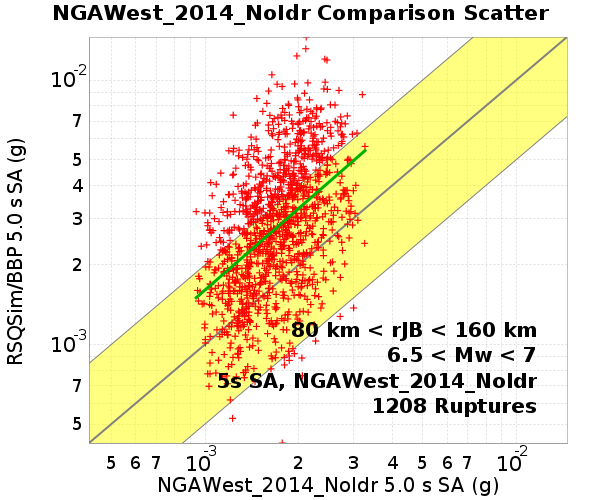 NGAWest_2014_NoIdr Comparison Scatter
RSQSim/BBP 5.0 s SA (g)
10⁻²
7
5
4
3
2
10⁻³
7
5
80 km < rJB < 160 km
6.5 < Mw < 7
5s SA, NGAWest_2014_NoIdr
1208 Ruptures
5 6 7 10⁻³ 2 3 4 5 6 7 10⁻²
NGAWest_2014_NoIdr 5.0 s SA (g)